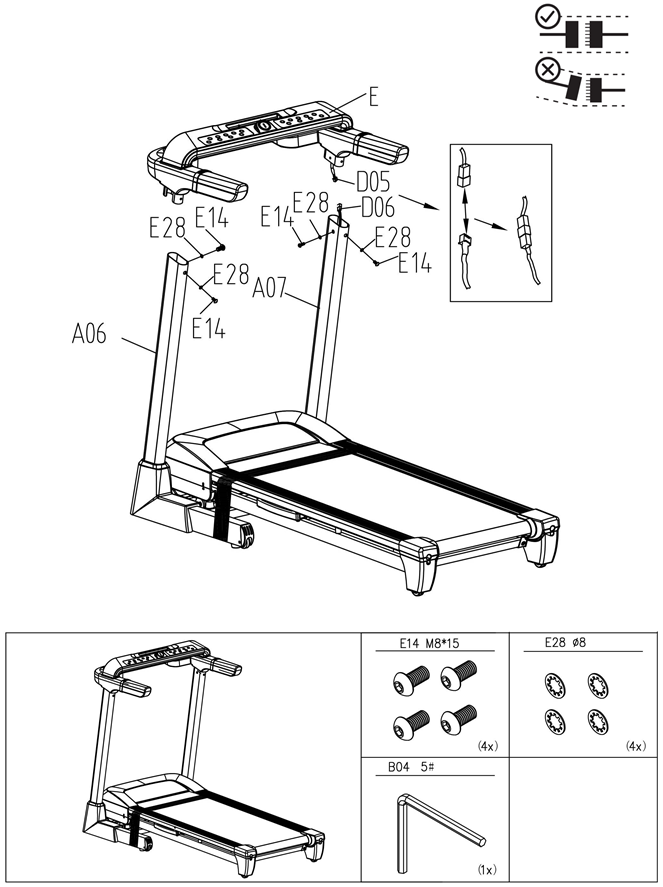 E
D05
D06
E28
E14
E14
E28
E28
E14
E28
E14
A07
A06
E14 M8*15
(4x)
E28 ø8
(4x)
B04 5#
(1x)